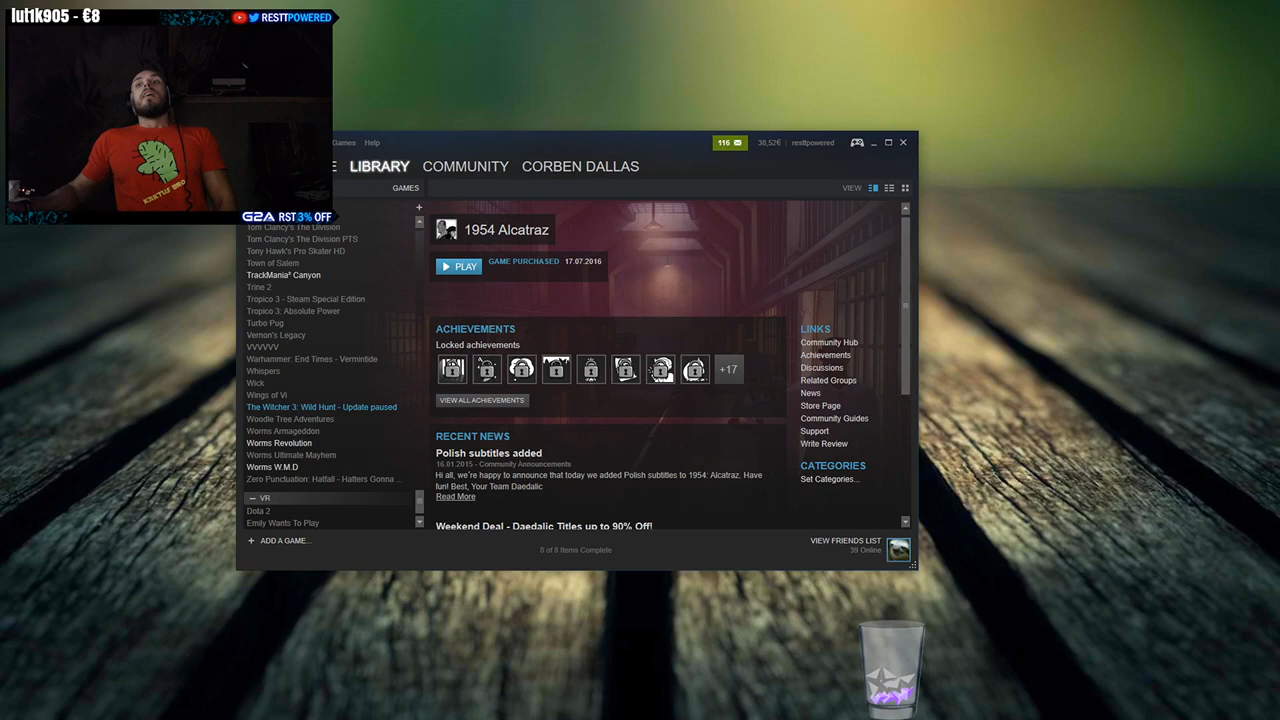 lut1k905 - €8
RESTTPOWERED
KAKTUS BRO
G2A RST 3% OFF
Games Help
116
38,52€ resttpowered
LIBRARY COMMUNITY CORBEN DALLAS
GAMES
VIEW
+
Tom Clancy's The Division
Tom Clancy's The Division PTS
Tony Hawk's Pro Skater HD
Town of Salem
TrackMania² Canyon
Trine 2
Tropico 3 - Steam Special Edition
Tropico 3: Absolute Power
Turbo Pug
Vernon's Legacy
VVVVVV
Warhammer: End Times - Vermintide
Whispers
Wick
Wings of Vi
The Witcher 3: Wild Hunt - Update paused
Woodle Tree Adventures
Worms Armageddon
Worms Revolution
Worms Ultimate Mayhem
Worms W.M.D
Zero Punctuation: Hatfall - Hatters Gonna ...
— VR
Dota 2
Emily Wants To Play
+ ADD A GAME...
1954 Alcatraz
PLAY
GAME PURCHASED 17.07.2016
ACHIEVEMENTS
Locked achievements
+17
VIEW ALL ACHIEVEMENTS
RECENT NEWS
Polish subtitles added
16.01.2015 - Community Announcements
Hi all, we're happy to announce that today we added Polish subtitles to 1954: Alcatraz. Have
fun! Best, Your Team Daedalic
Read More
Weekend Deal - Daedalic Titles up to 90% Off!
LINKS
Community Hub
Achievements
Discussions
Related Groups
News
Store Page
Community Guides
Support
Write Review
CATEGORIES
Set Categories...
8 of 8 Items Complete
VIEW FRIENDS LIST
39 Online